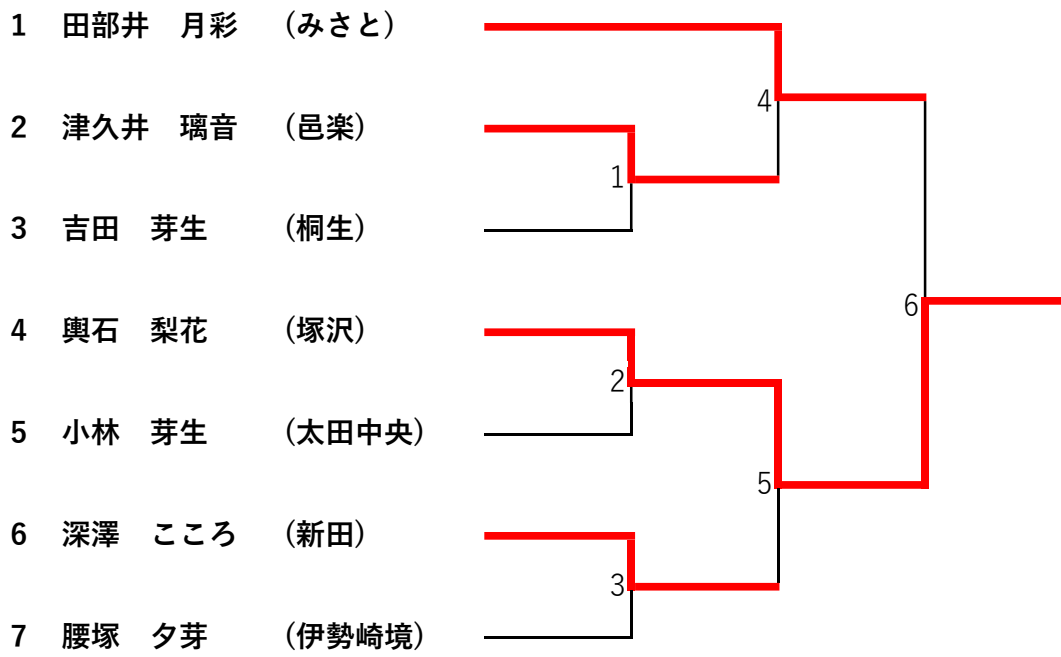 1 田部井　月彩 (みさと)
4
2 津久井　璃音 (邑楽)
1
3 吉田　芽生 (桐生)
6
4 輿石　梨花 (塚沢)
2
5 小林　芽生 (太田中央)
5
6 深澤　こころ (新田)
3
7 腰塚　夕芽 (伊勢崎境)